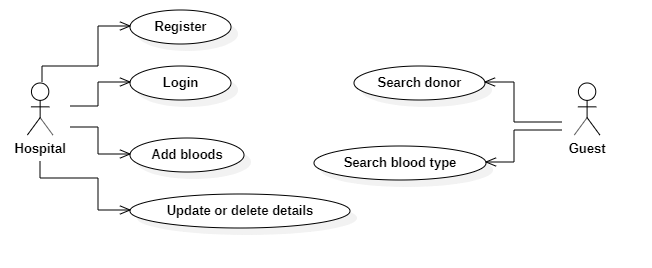 Register
Login
Search donor
Hospital
Guest
Add bloods
Search blood type
Update or delete details